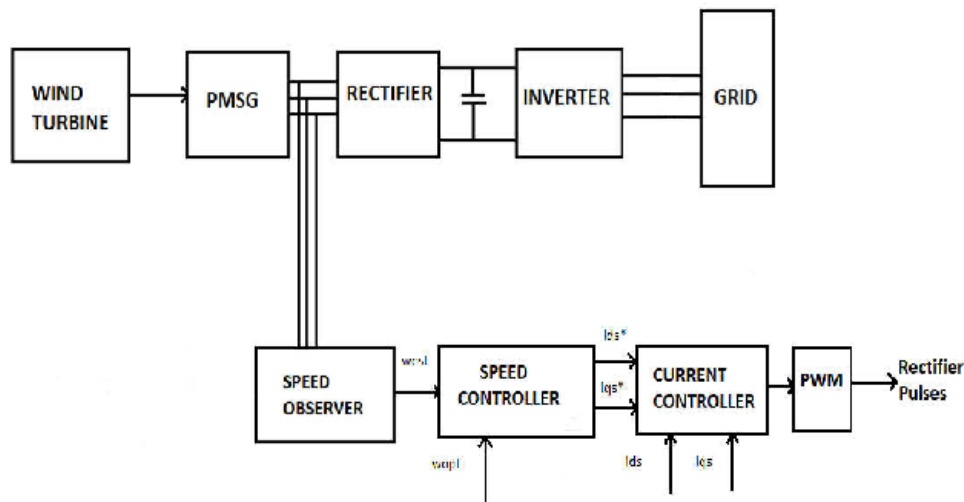 WIND
TURBINE
PMSG
RECTIFIER
INVERTER
GRID
SPEED
OBSERVER
west
SPEED
CONTROLLER
wopt
Ids*
Iqs*
CURRENT
CONTROLLER
Ids
Iqs
PWM
Rectifier
Pulses